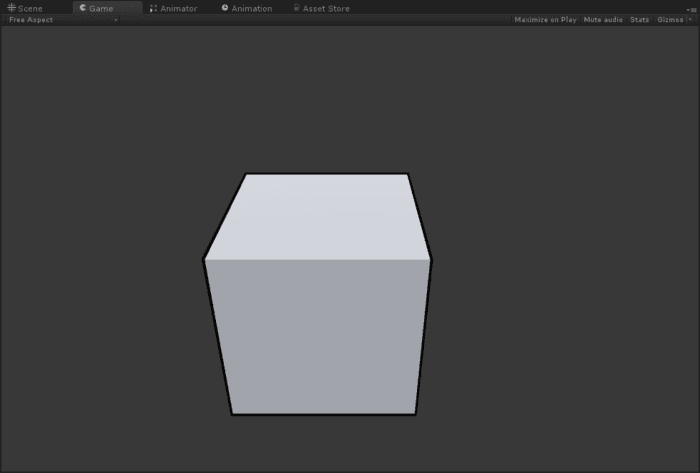 Scene Game Animator Animation Asset Store
Free Aspect Maximize on Play Mute audio Stats Gizmos